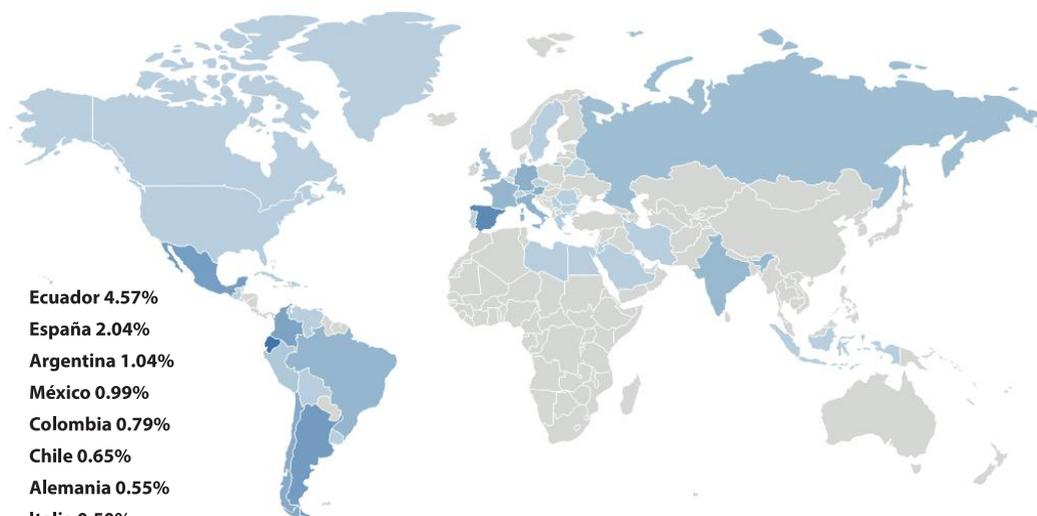 Ecuador 4.57%
España 2.04%
Argentina 1.04%
México 0.99%
Colombia 0.79%
Chile 0.65%
Alemania 0.55%